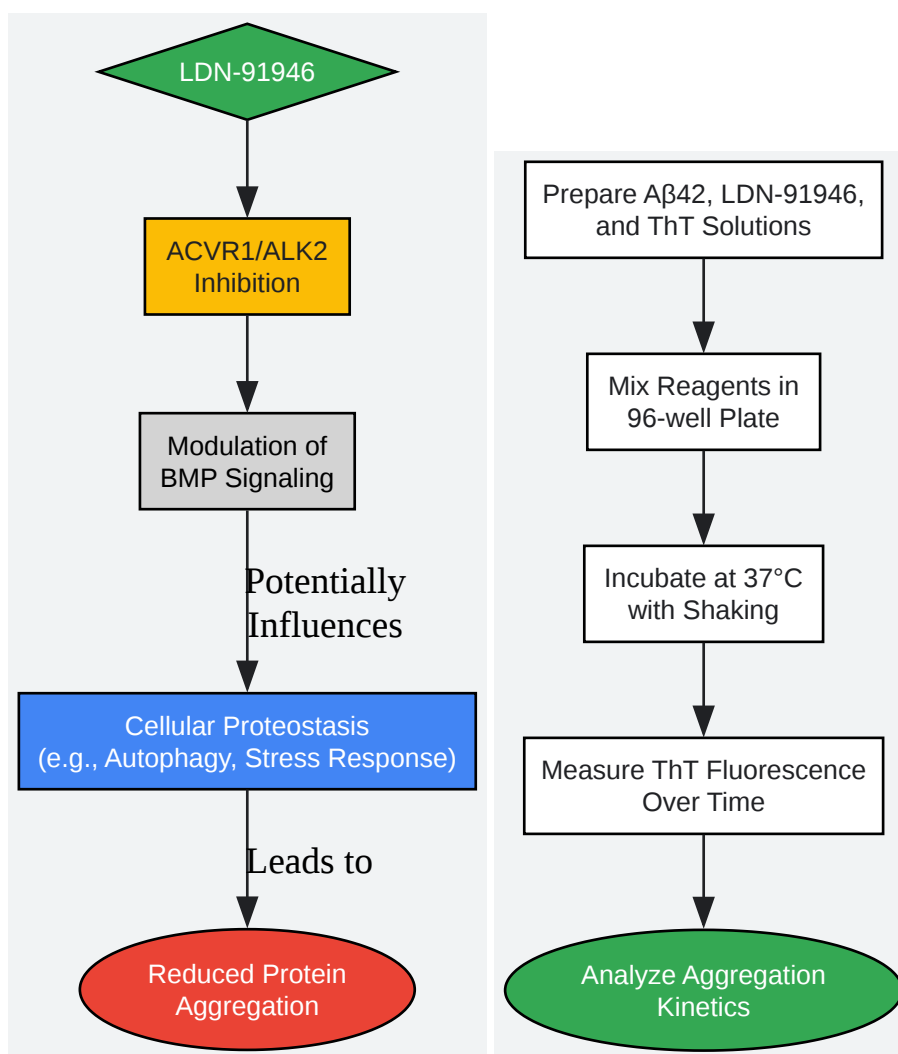 LDN-91946
ACVR1/ALK2
Inhibition
Modulation of
BMP Signaling
Potentially
Influences
Cellular Proteostasis
(e.g., Autophagy, Stress Response)
Leads to
Reduced Protein
Aggregation
Prepare Aβ42, LDN-91946,
and ThT Solutions
Mix Reagents in
96-well Plate
Incubate at 37°C
with Shaking
Measure ThT Fluorescence
Over Time
Analyze Aggregation
Kinetics